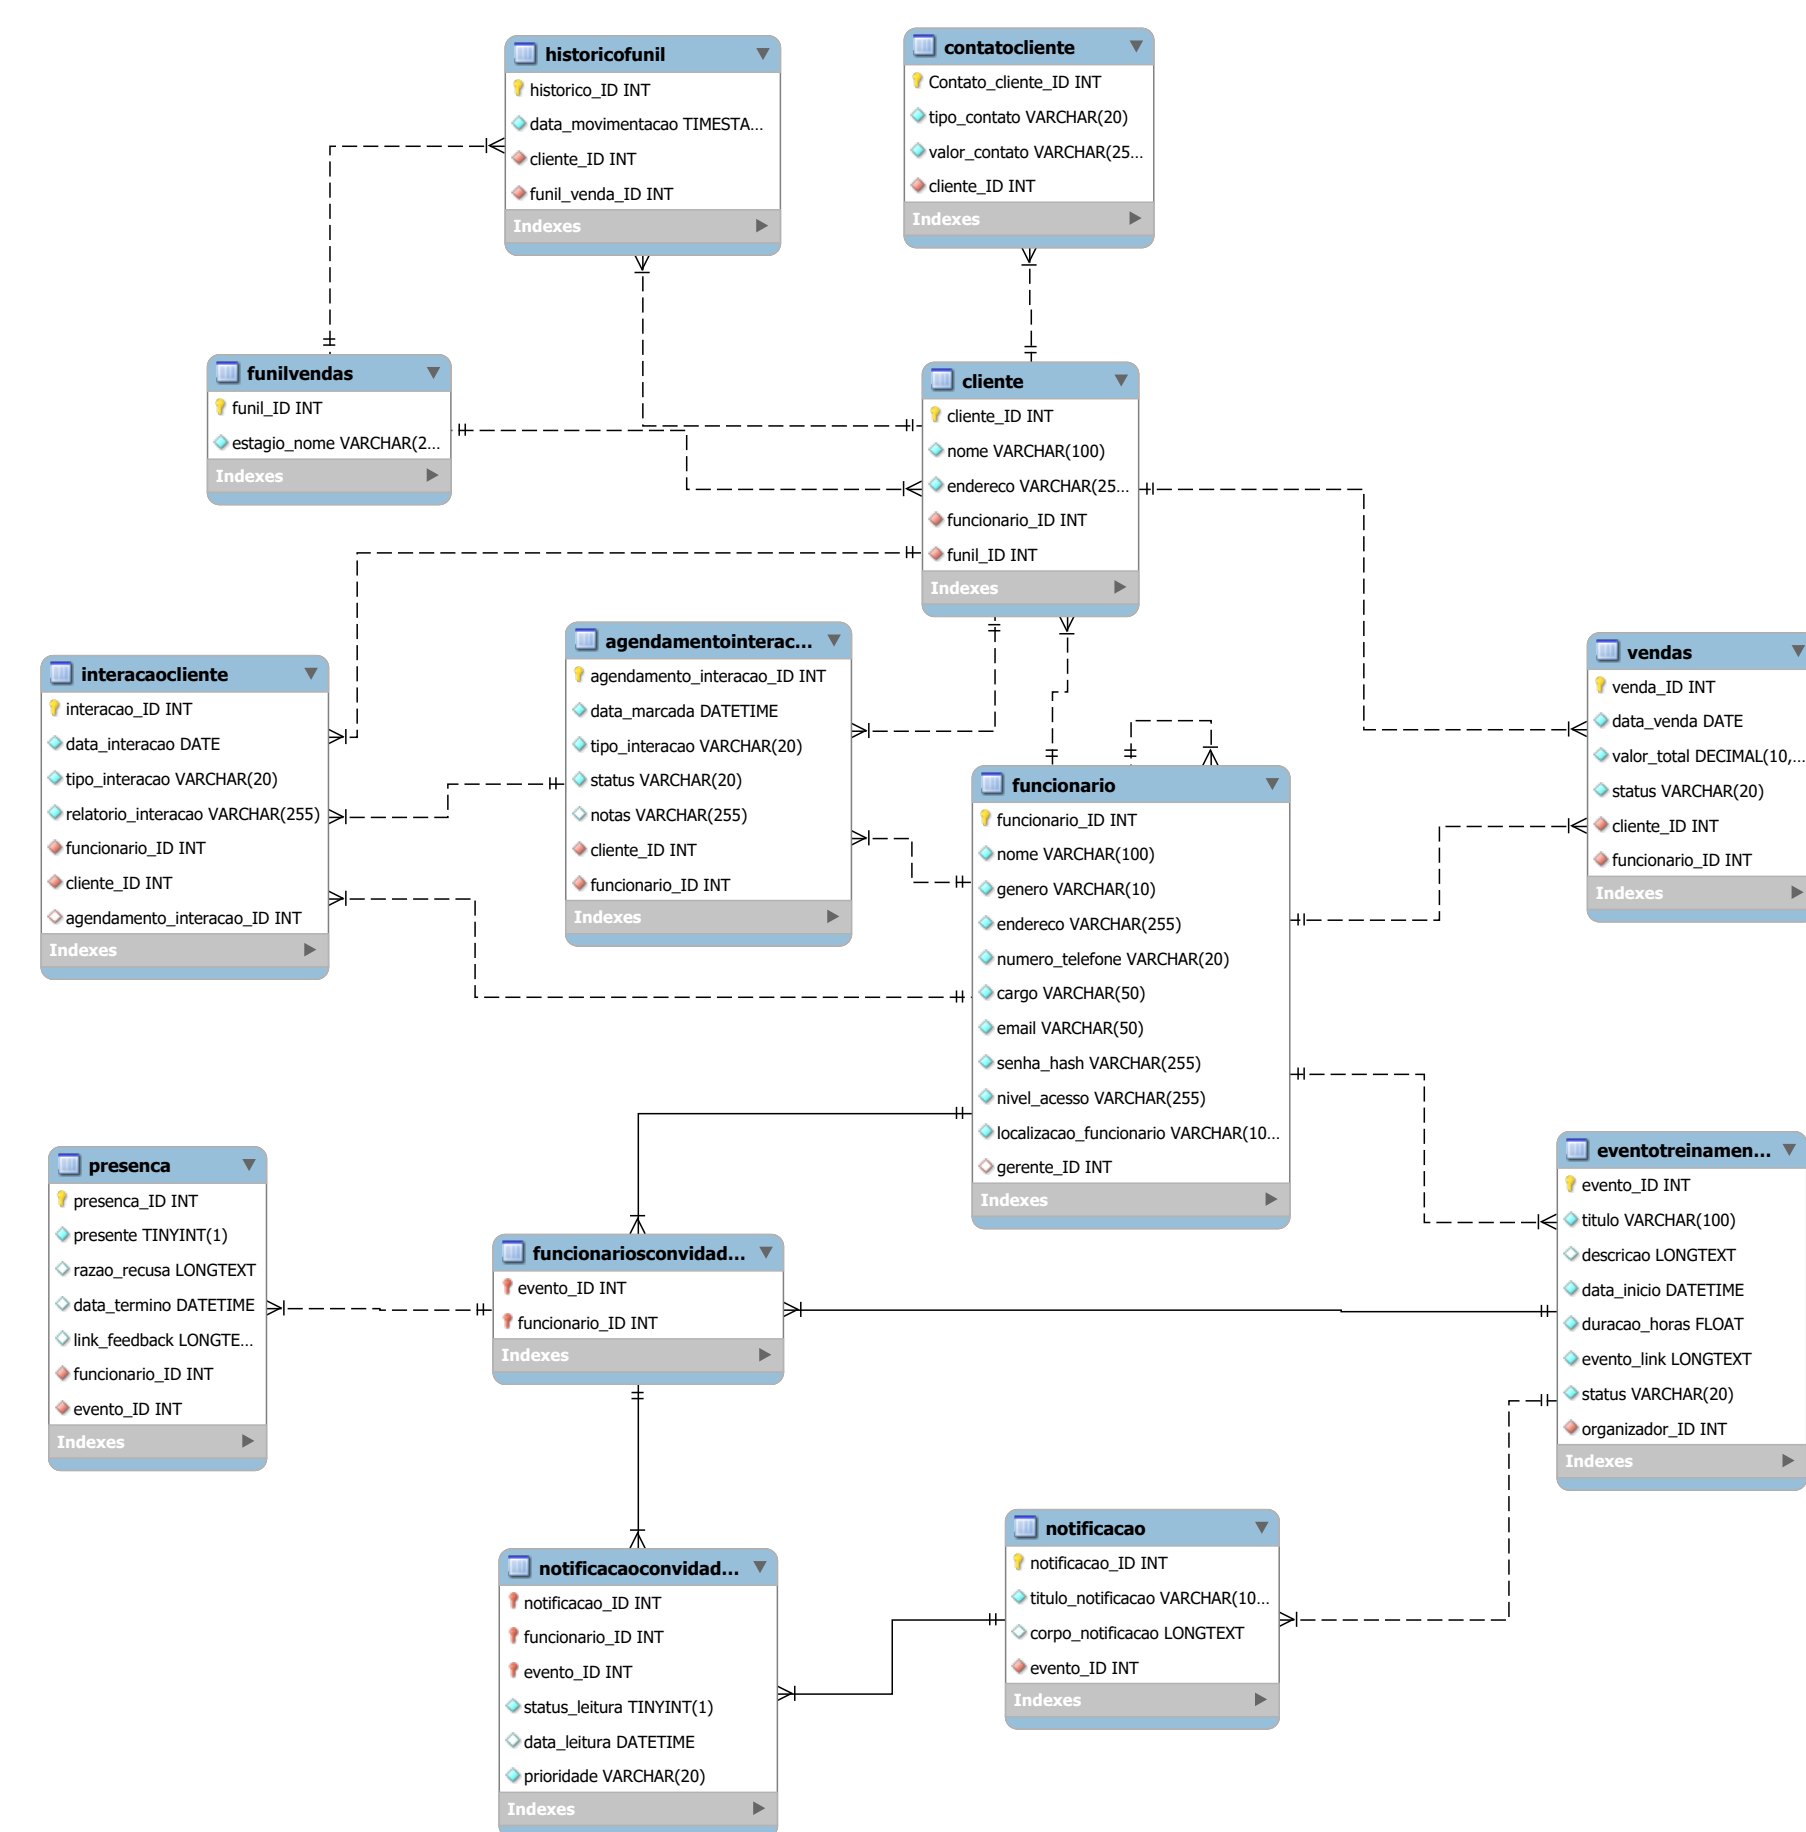 historicofunil
historico_ID INT
data_movimentacao TIMESTA...
cliente_ID INT
funil_venda_ID INT
Indexes
contatocliente
Contato_cliente_ID INT
tipo_contato VARCHAR(20)
valor_contato VARCHAR(25...
cliente_ID INT
Indexes
funilvendas
funil_ID INT
estagio_nome VARCHAR(2...
Indexes
cliente
cliente_ID INT
nome VARCHAR(100)
endereco VARCHAR(25...
funcionario_ID INT
funil_ID INT
Indexes
interacaocliente
interacao_ID INT
data_interacao DATE
tipo_interacao VARCHAR(20)
relatorio_interacao VARCHAR(255)
funcionario_ID INT
cliente_ID INT
agendamento_interacao_ID INT
Indexes
agendamentointerac...
agendamento_interacao_ID INT
data_marcada DATETIME
tipo_interacao VARCHAR(20)
status VARCHAR(20)
notas VARCHAR(255)
cliente_ID INT
funcionario_ID INT
Indexes
vendas
venda_ID INT
data_venda DATE
valor_total DECIMAL(10,...
status VARCHAR(20)
cliente_ID INT
funcionario_ID INT
Indexes
funcionario
funcionario_ID INT
nome VARCHAR(100)
genero VARCHAR(10)
endereco VARCHAR(255)
numero_telefone VARCHAR(20)
cargo VARCHAR(50)
email VARCHAR(50)
senha_hash VARCHAR(255)
nivel_acesso VARCHAR(255)
localizacao_funcionario VARCHAR(10...
gerente_ID INT
Indexes
presenca
presenca_ID INT
presente TINYINT(1)
razao_recusa LONGTEXT
data_termino DATETIME
link_feedback LONGTE...
funcionario_ID INT
evento_ID INT
Indexes
funcionariosconvidad...
evento_ID INT
funcionario_ID INT
Indexes
eventotreinamen...
evento_ID INT
titulo VARCHAR(100)
descricao LONGTEXT
data_inicio DATETIME
duracao_horas FLOAT
evento_link LONGTEXT
status VARCHAR(20)
organizador_ID INT
Indexes
notificacaoconvidad...
notificacao_ID INT
funcionario_ID INT
evento_ID INT
status_leitura TINYINT(1)
data_leitura DATETIME
prioridade VARCHAR(20)
Indexes
notificacao
notificacao_ID INT
titulo_notificacao VARCHAR(10...
corpo_notificacao LONGTEXT
evento_ID INT
Indexes